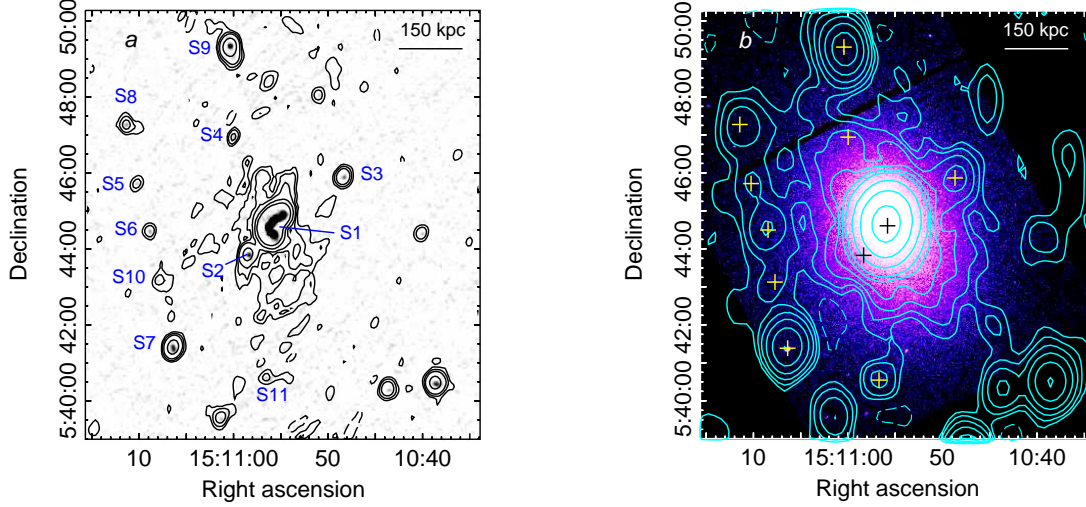 a
150 kpc
50:00
48:00
46:00
44:00
42:00
5:40:00
Declination
S9
S8
S4
S5
S3
S6
S1
S2
S10
S7
S11
10
15:11:00
50
10:40
Right ascension
b
150 kpc
50:00
48:00
46:00
44:00
42:00
5:40:00
Declination
10
15:11:00
50
10:40
Right ascension